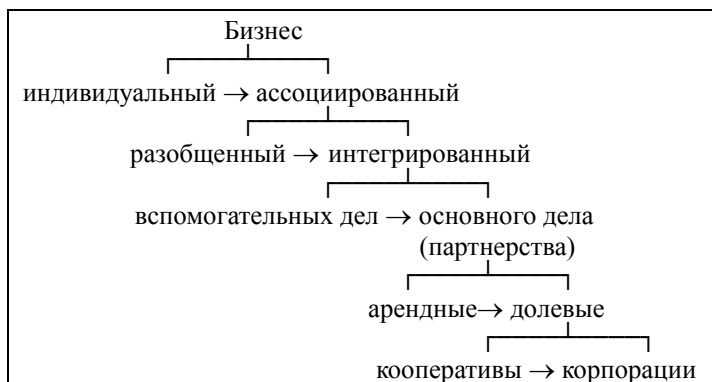 Бизнес
индивидуальный → ассоциированный
разобщенный → интегрированный
вспомогательных дел → основного дела
(партнерства)
арендные→ долевые
кооперативы → корпорации